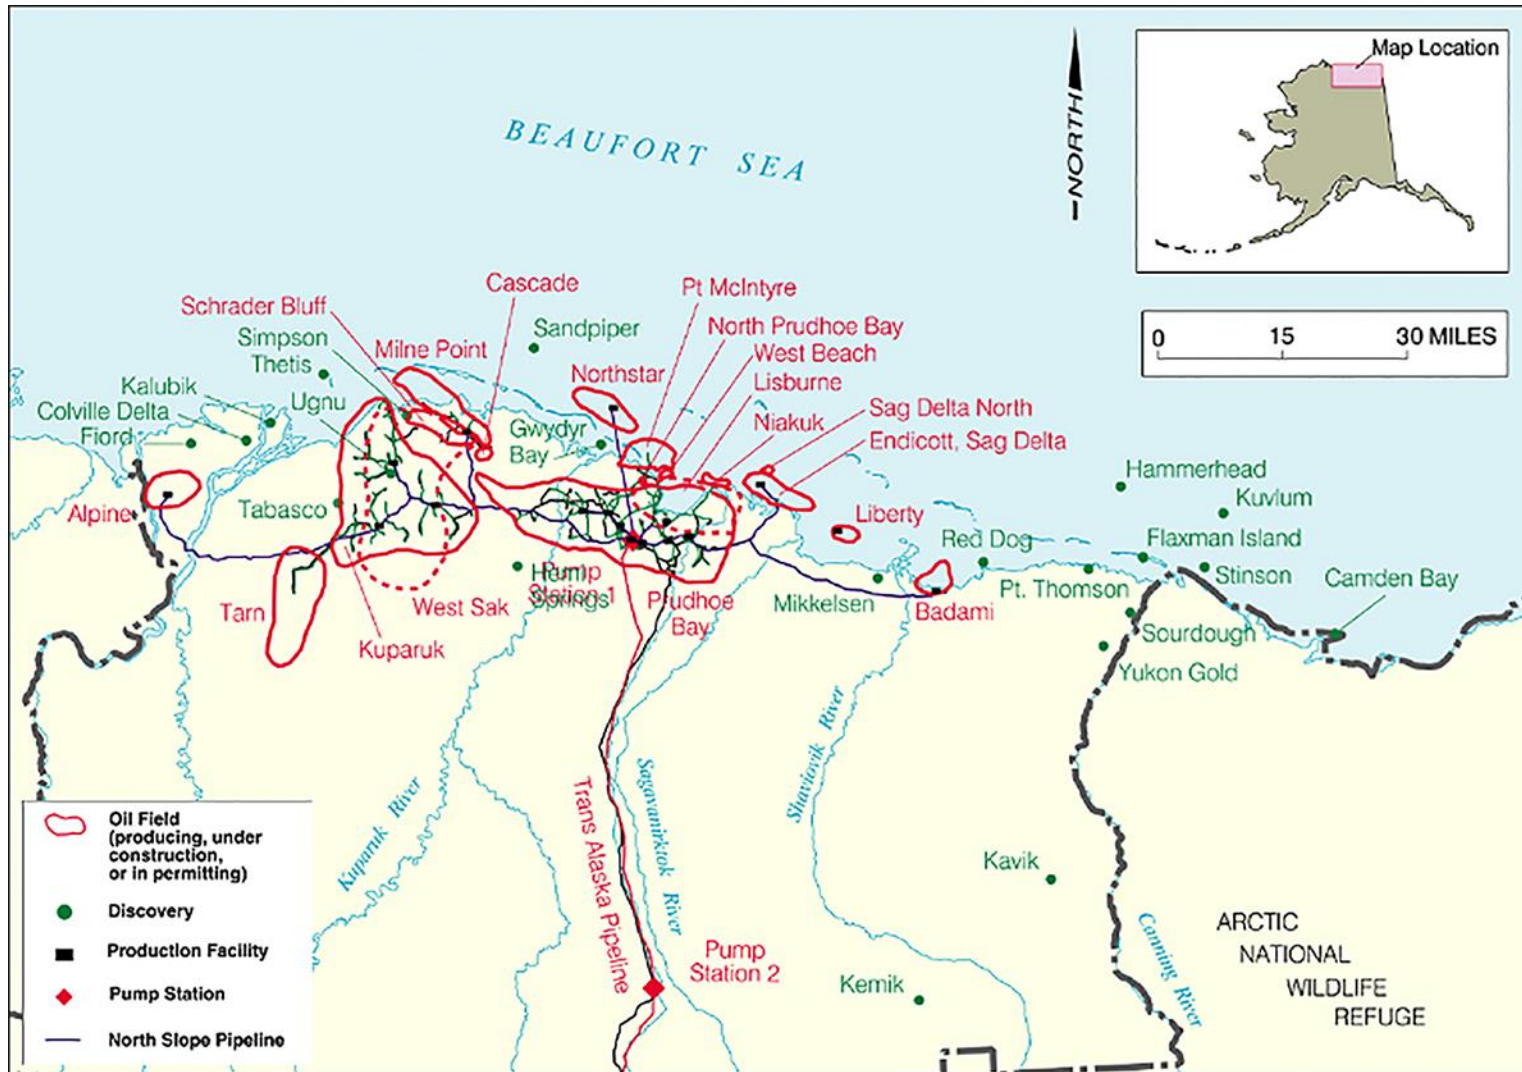 Map Location
NORTH
BEAUFORT SEA
0 15 30 MILES
Cascade
Pt McIntyre
Schrader Bluff
Sandpiper
North Prudhoe Bay
Simpson
Milne Point
West Beach
Thetis
Northstar
Lisburne
Kalubik
Ugnu
Sag Delta North
Colville Delta
Niakuk
Fiord
Gwydyr
Bay
Endicott, Sag Delta
Hammerhead
Kuvlum
Alpine
Tabasco
Liberty
Red Dog
Flaxman Island
Stinson
Camden Bay
Pump
Station 1
Hemi
Springs
Pt. Thomson
Tarn
West Sak
Prudhoe
Bay
Mikkelsen
Badami
Sourdough
Kuparuk
Yukon Gold
Kuparuk River
Trans Alaska Pipeline
Sagavanirktok River
Shaviovik River
Kavik
Canning River
ARCTIC
NATIONAL
WILDLIFE
REFUGE
Pump
Station 2
Kemik
Oil Field
(producing, under
construction,
or in permitting)
Discovery
Production Facility
Pump Station
North Slope Pipeline